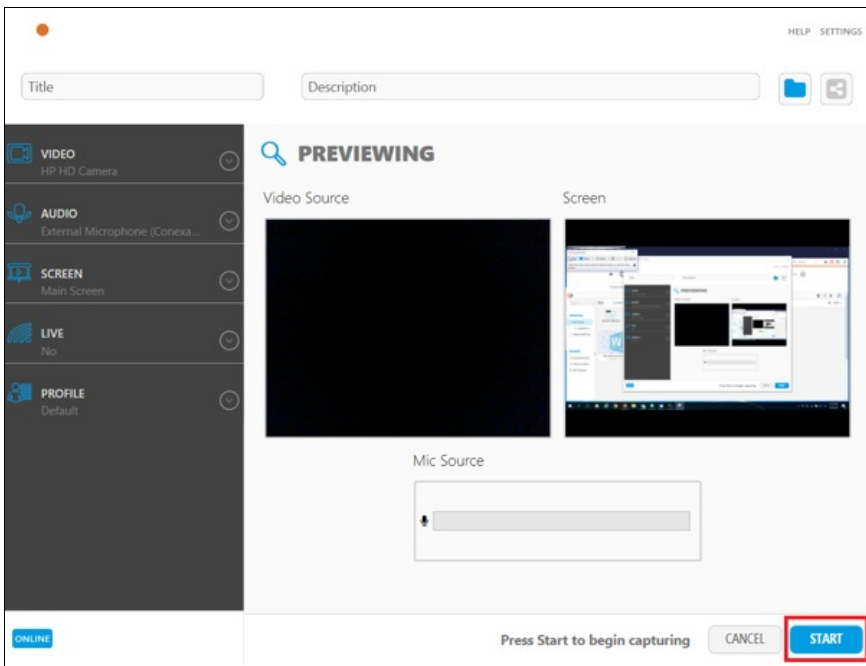 HELP SETTINGS
Title
Description
VIDEO
HP HD Camera
AUDIO
External Microphone (Conexa...
SCREEN
Main Screen
LIVE
No
PROFILE
Default
PREVIEWING
Video Source
Screen
Mic Source
ONLINE
Press Start to begin capturing
CANCEL
START